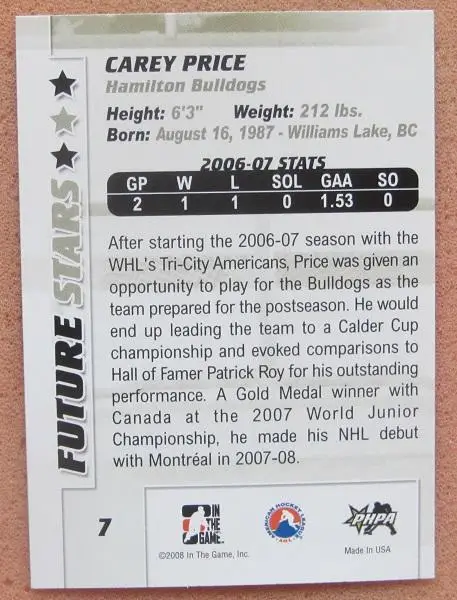 CAREY PRICE
Hamilton Bulldogs
Height: 6'3" Weight: 212 lbs.
Born: August 16, 1987 - Williams Lake, BC
2006-07 STATS
GP W L SOL GAA SO
2 1 1 0 1.53 0
After starting the 2006-07 season with the
WHL's Tri-City Americans, Price was given an
opportunity to play for the Bulldogs as the
team prepared for the postseason. He would
end up leading the team to a Calder Cup
championship and evoked comparisons to
Hall of Famer Patrick Roy for his outstanding
performance. A Gold Medal winner with
Canada at the 2007 World Junior
Championship, he made his NHL debut
with Montréal in 2007-08.
FUTURE STARS
7
IN
THE
GAME
©2008 In The Game, Inc.
AMERICAN HOCKEY LEAGUE
AHL
PHPA
Made In USA